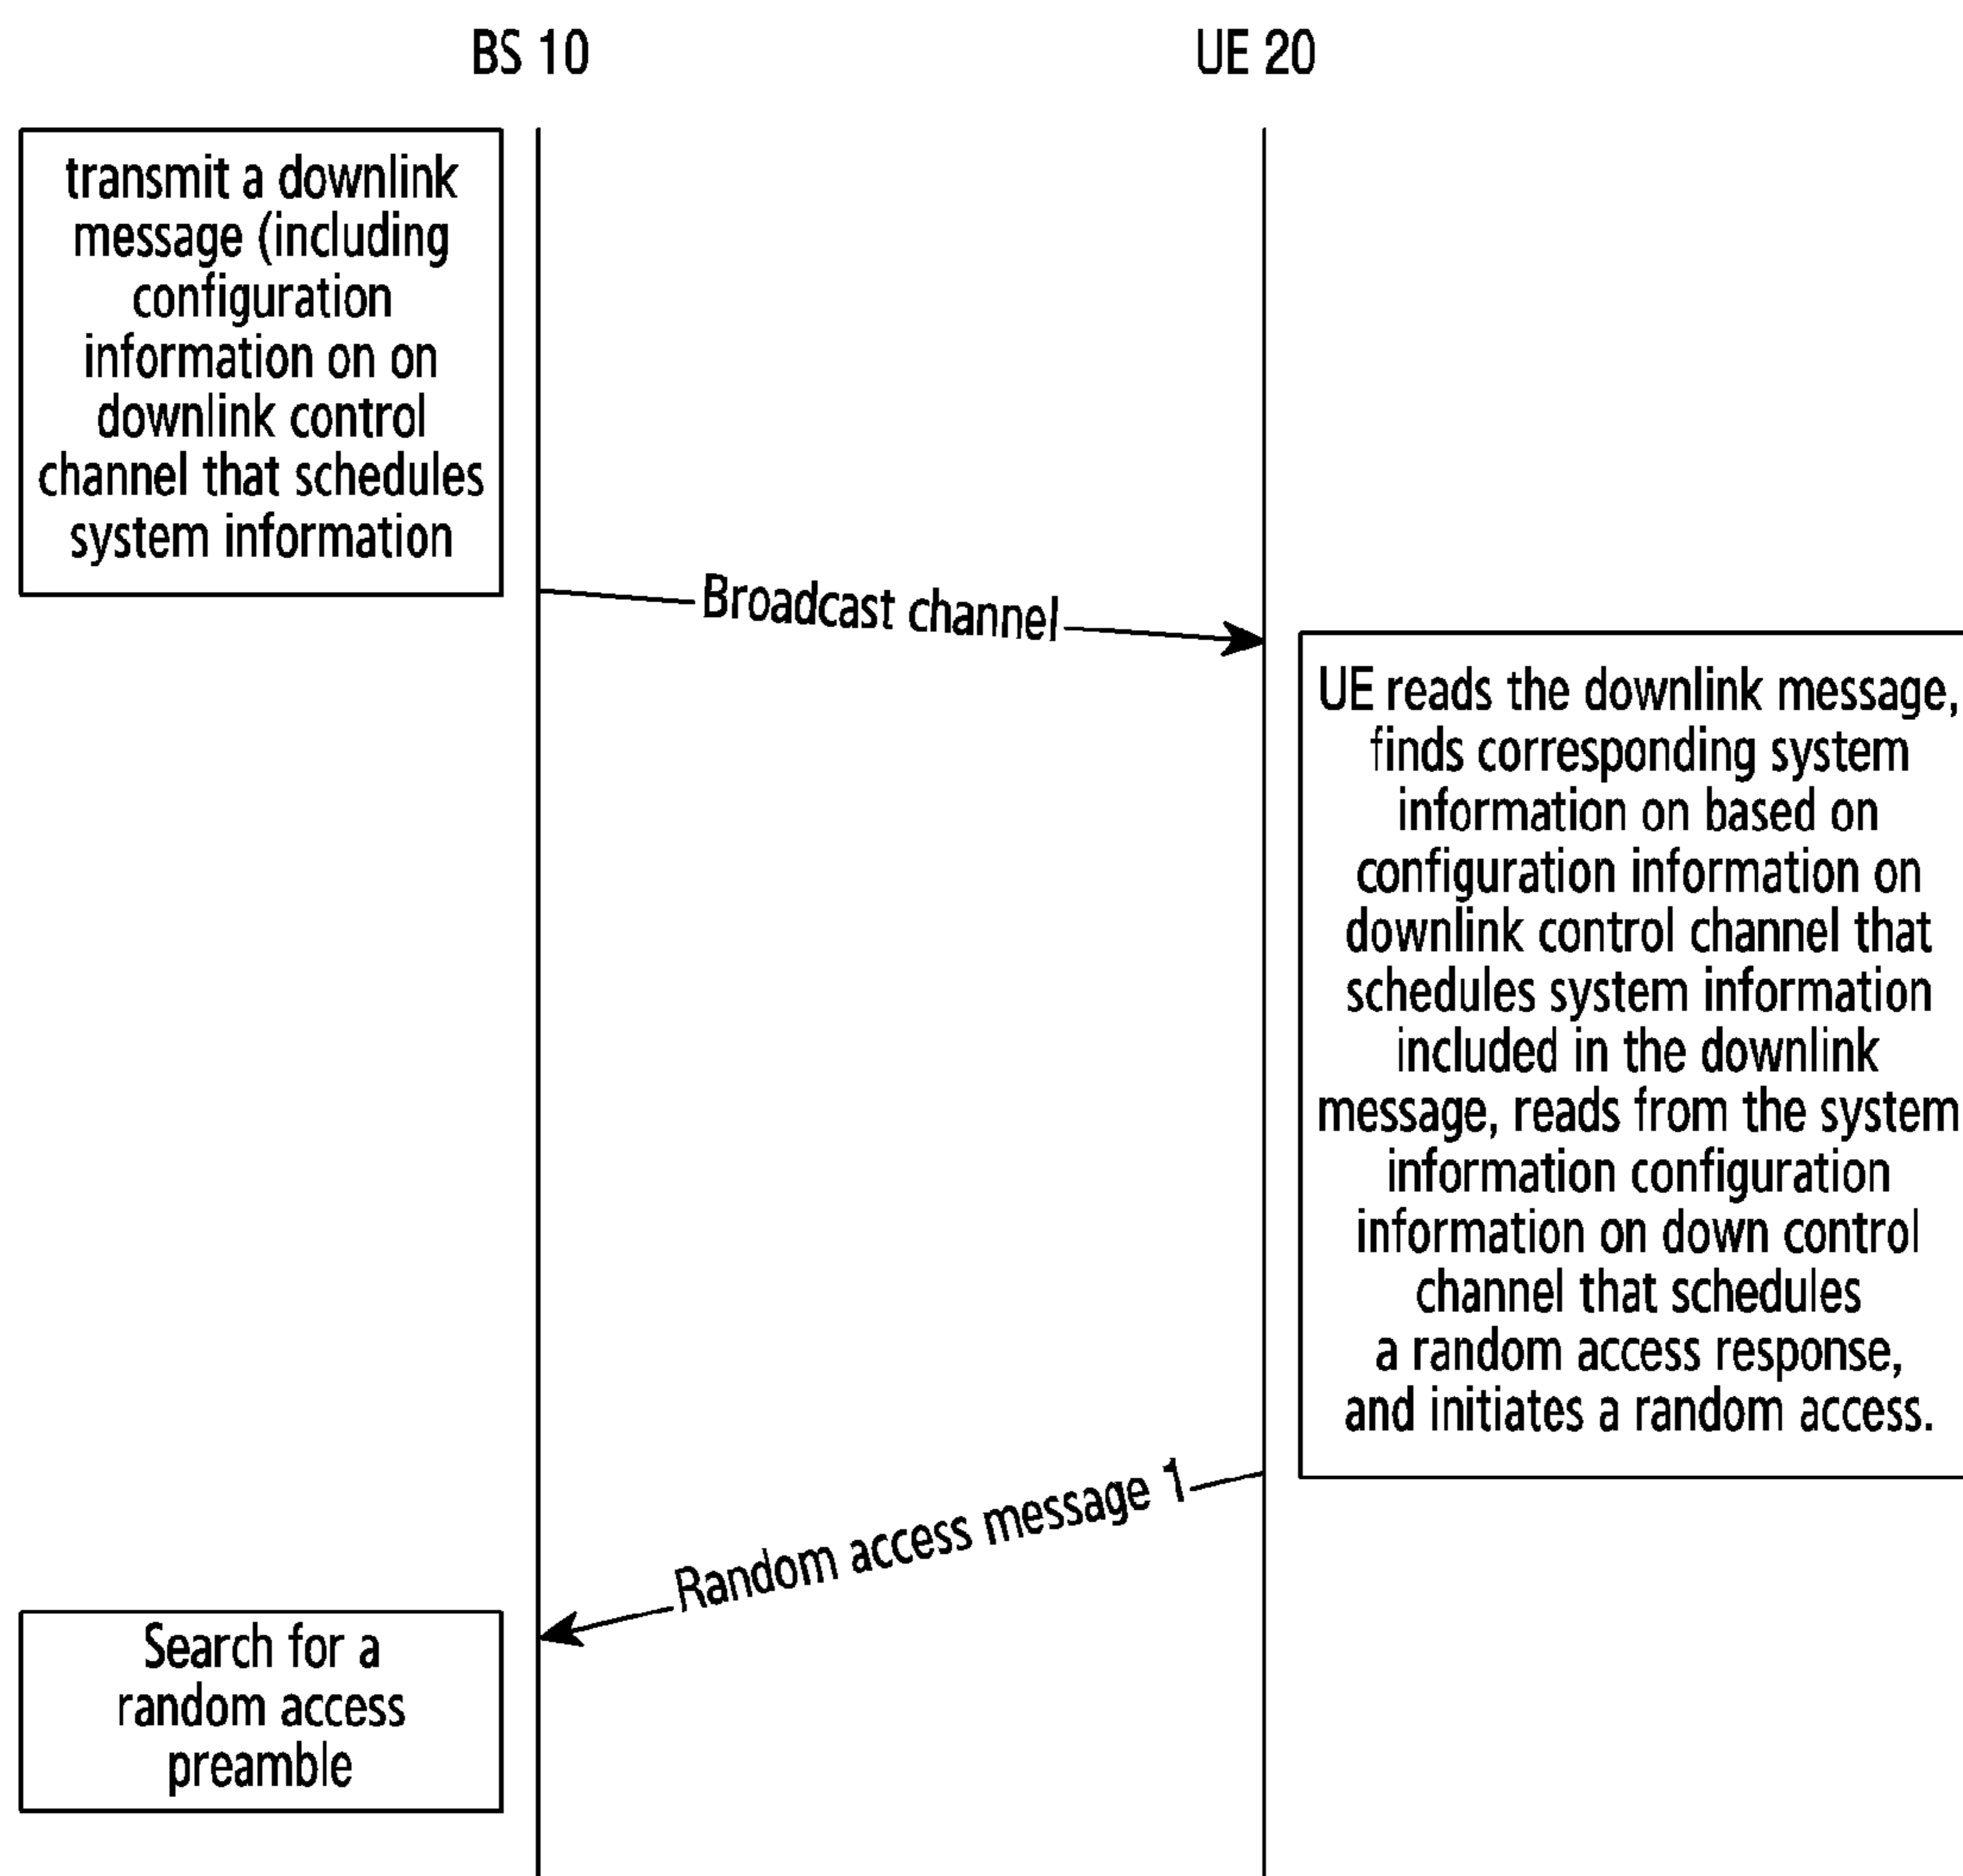 BS 10
UE 20
transmit a downlink
message (including
configuration
information on on
downlink control
channel that schedules
system information
Broadcast channel
UE reads the downlink message,
finds corresponding system
information on based on
configuration information on
downlink control channel that
schedules system information
included in the downlink
message, reads from the system
information configuration
information on down control
channel that schedules
a random access response,
and initiates a random access.
Random access message 1
Search for a
random access
preamble